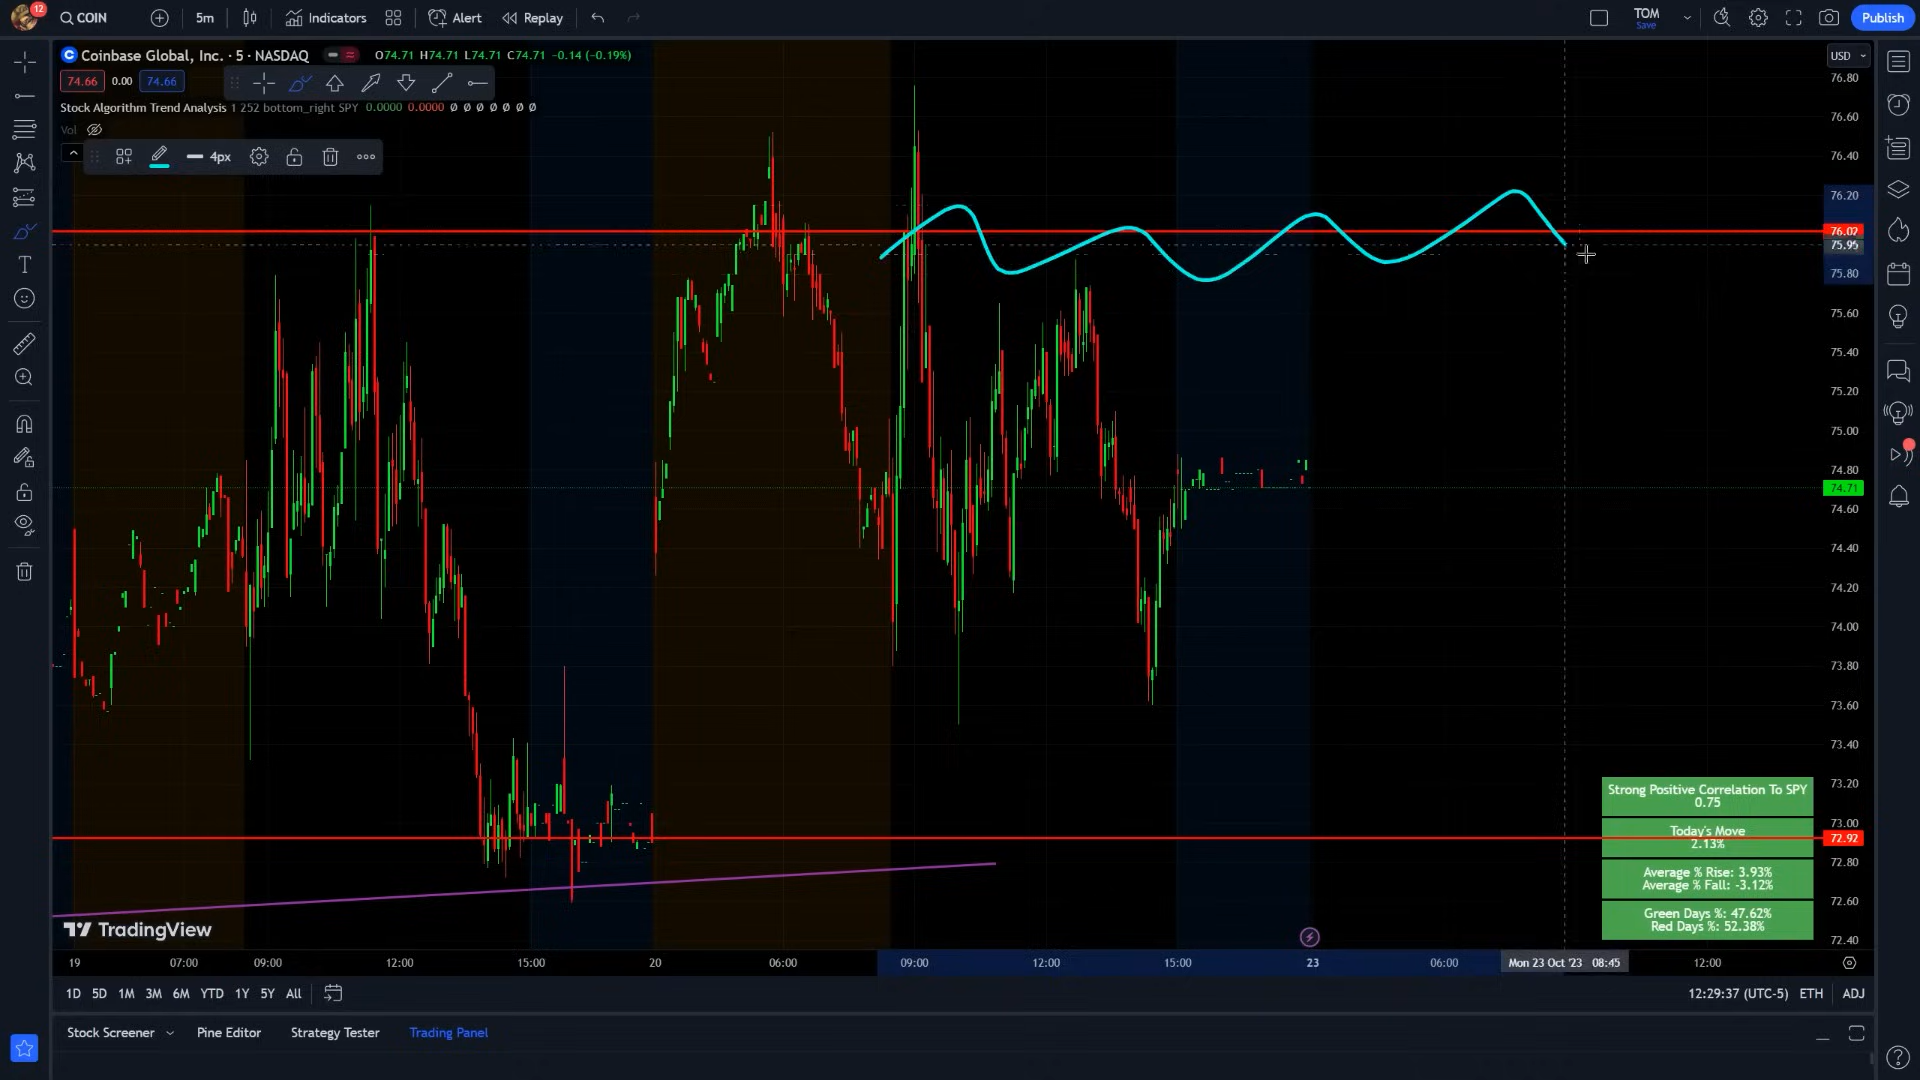 12
COIN
5m
Indicators
Alert
Replay
TOM
Save
Publish
Coinbase Global, Inc. · 5 · NASDAQ
O74.71 H74.71 L74.71 C74.71 −0.14 (−0.19%)
USD
74.66 0.00 74.66
Stock Algorithm Trend Analysis 1 252 bottom_right SPY 0.0000 0.0000 Ø Ø Ø Ø Ø Ø Ø
Vol
4px
76.80
76.60
76.40
76.20
76.02
75.95
75.80
75.60
75.40
75.20
75.00
74.80
74.71
74.60
74.40
74.20
74.00
73.80
73.60
73.40
73.20
73.00
72.92
72.80
72.60
72.40
Strong Positive Correlation To SPY
0.75
Today's Move
2.13%
Average % Rise: 3.93%
Average % Fall: -3.12%
Green Days %: 47.62%
Red Days %: 52.38%
TradingView
19 07:00 09:00 12:00 15:00 20 06:00 09:00 12:00 15:00 23 06:00 Mon 23 Oct '23 08:45 12:00
1D 5D 1M 3M 6M YTD 1Y 5Y All
12:29:37 (UTC-5) ETH ADJ
Stock Screener Pine Editor Strategy Tester Trading Panel